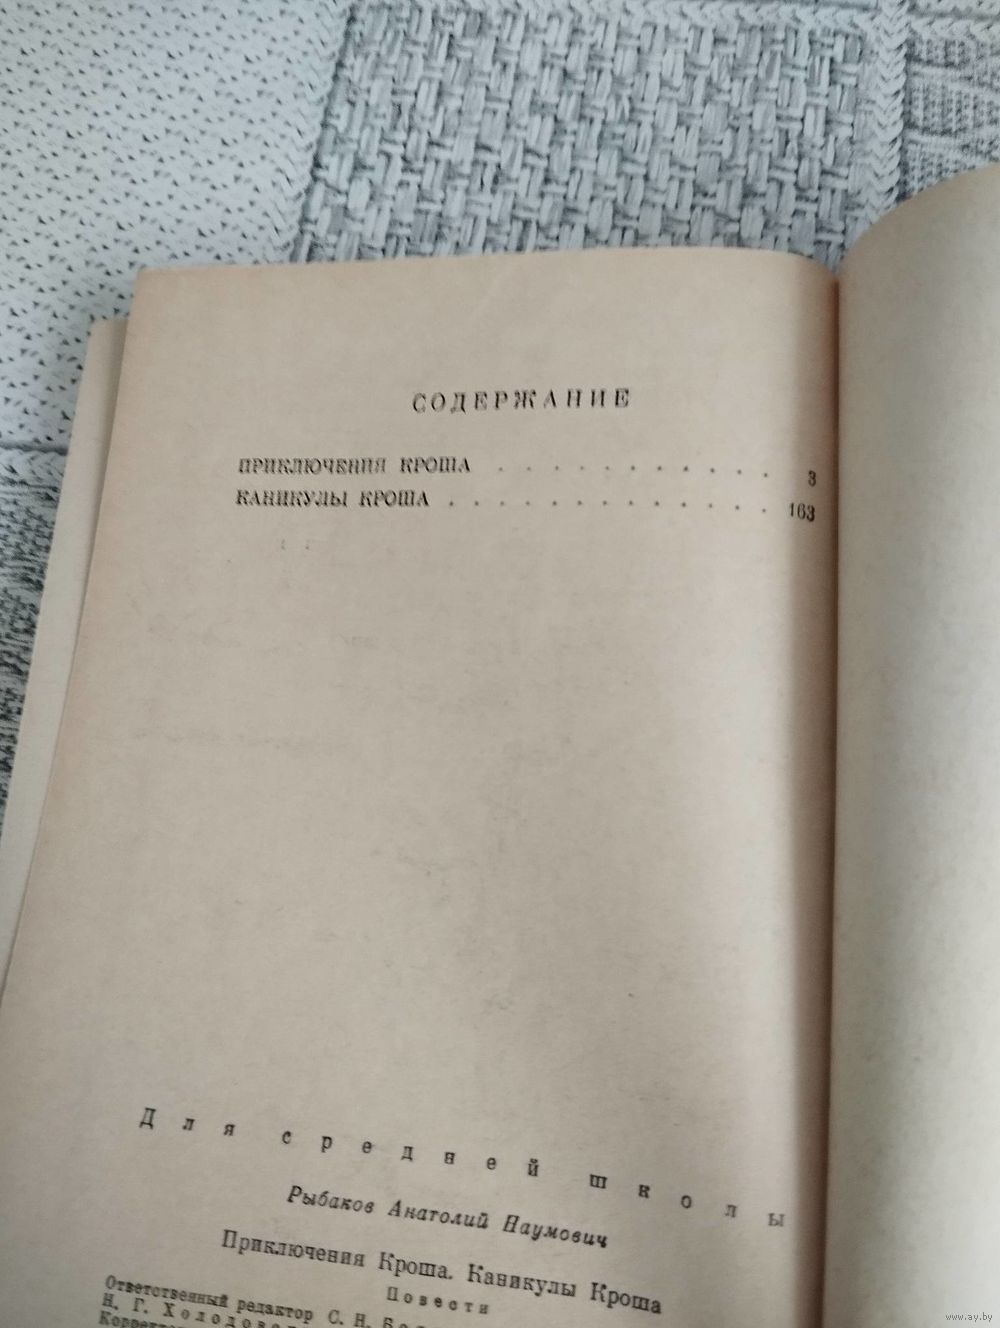 СОДЕРЖАНИЕ
ПРИКЛЮЧЕНИЯ КРОША . . . . . . . . . . . 3
КАНИКУЛЫ КРОША . . . . . . . . . . . . . 163
Для средней школы
Рыбаков Анатолий Наумович
Приключения Кроша. Каникулы Кроша
Повести
Ответственный редактор С. Н.
Н. Г.
www.ay.by